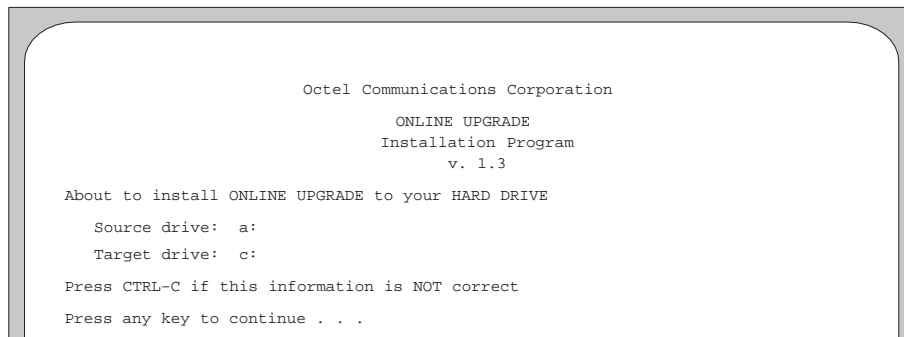 Octel Communications Corporation
ONLINE UPGRADE
Installation Program
v. 1.3
About to install ONLINE UPGRADE to your HARD DRIVE
Source drive: a:
Target drive: c:
Press CTRL-C if this information is NOT correct
Press any key to continue . . .